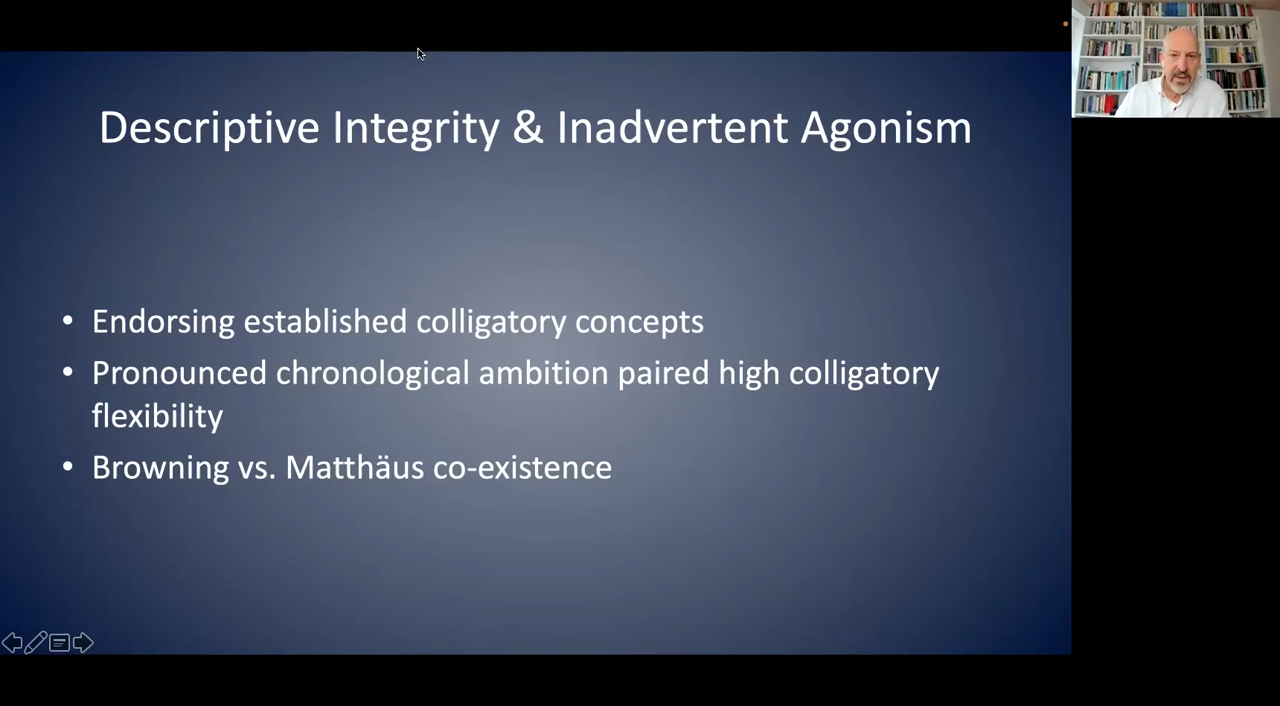 Descriptive Integrity & Inadvertent Agonism
• Endorsing established colligatory concepts
• Pronounced chronological ambition paired high colligatory
flexibility
• Browning vs. Matthäus co-existence